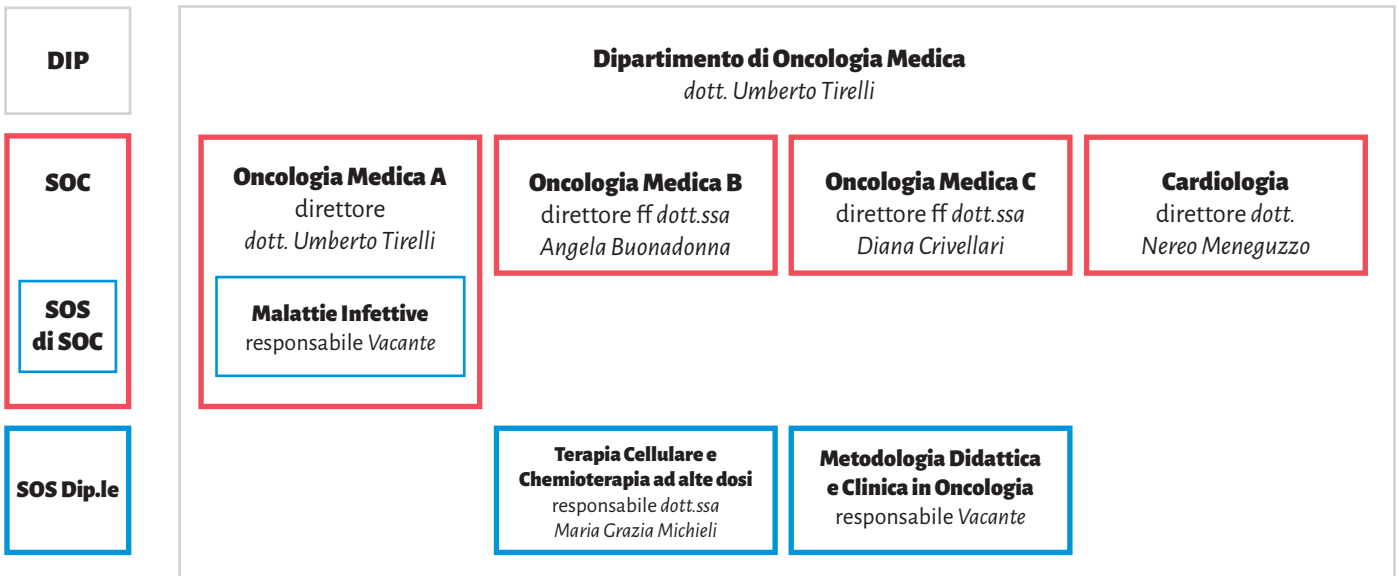 DIP
Dipartimento di Oncologia Medica
dott. Umberto Tirelli
SOC
Oncologia Medica A
direttore
dott. Umberto Tirelli
Oncologia Medica B
direttore ff dott.ssa
Angela Buonadonna
Oncologia Medica C
direttore ff dott.ssa
Diana Crivellari
Cardiologia
direttore dott.
Nereo Meneguzzo
SOS
di SOC
Malattie Infettive
responsabile Vacante
SOS Dip.le
Terapia Cellulare e
Chemioterapia ad alte dosi
responsabile dott.ssa
Maria Grazia Michieli
Metodologia Didattica
e Clinica in Oncologia
responsabile Vacante